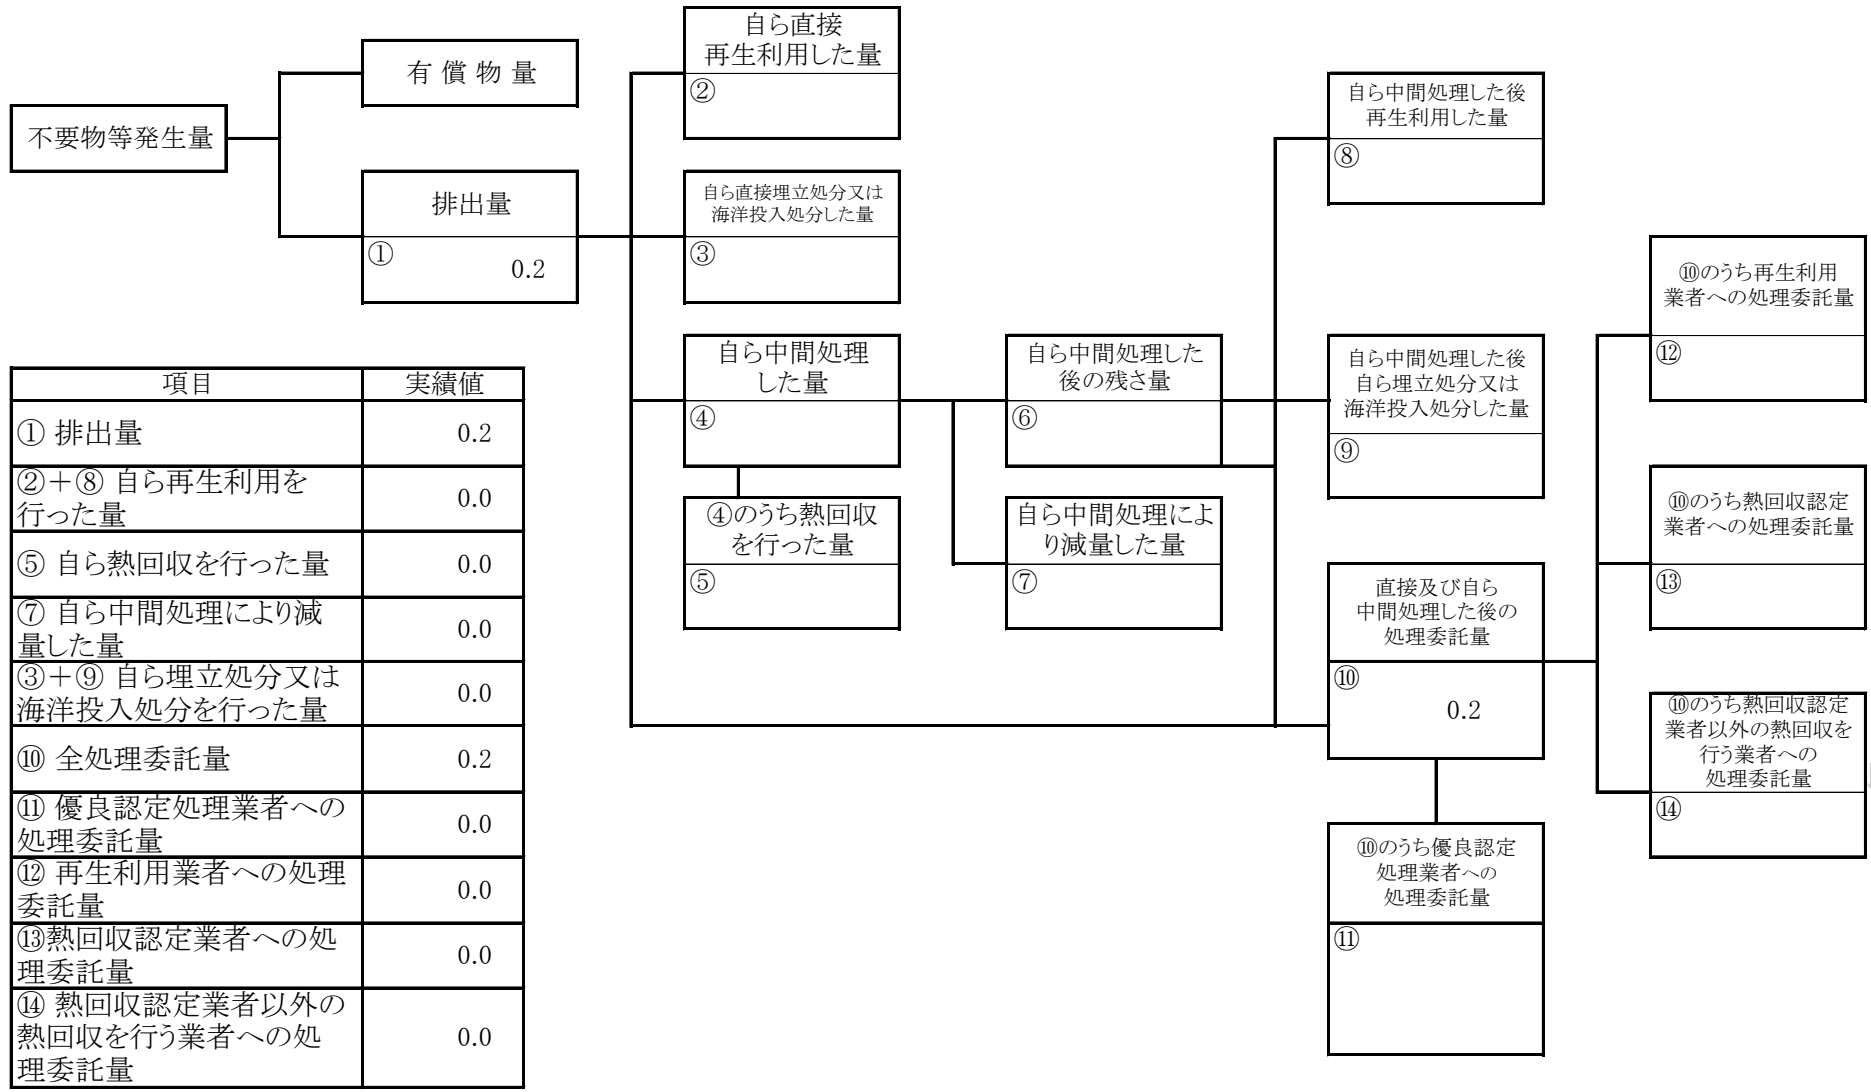 不要物等発生量
有 償 物 量
排出量
①
0.2
自ら直接
再生利用した量
②
自ら直接埋立処分又は
海洋投入処分した量
③
自ら中間処理
した量
④
④のうち熱回収
を行った量
⑤
自ら中間処理した
後の残さ量
⑥
自ら中間処理によ
り減量した量
⑦
自ら中間処理した後
再生利用した量
⑧
自ら中間処理した後
自ら埋立処分又は
海洋投入処分した量
⑨
直接及び自ら
中間処理した後の
処理委託量
⑩
0.2
⑩のうち優良認定
処理業者への
処理委託量
⑪
⑩のうち再生利用
業者への処理委託量
⑫
⑩のうち熱回収認定
業者への処理委託量
⑬
⑩のうち熱回収認定
業者以外の熱回収を
行う業者への
処理委託量
⑭
項目 実績値
① 排出量 0.2
②＋⑧ 自ら再生利用を
行った量 0.0
⑤ 自ら熱回収を行った量 0.0
⑦ 自ら中間処理により減
量した量 0.0
③＋⑨ 自ら埋立処分又は
海洋投入処分を行った量 0.0
⑩ 全処理委託量 0.2
⑪ 優良認定処理業者への
処理委託量 0.0
⑫ 再生利用業者への処理
委託量 0.0
⑬熱回収認定業者への処
理委託量 0.0
⑭ 熱回収認定業者以外の
熱回収を行う業者への処
理委託量 0.0